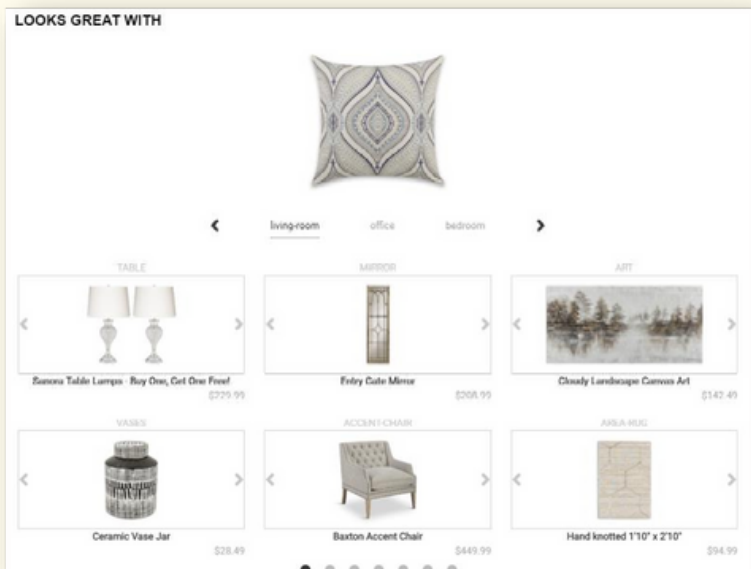 LOOKS GREAT WITH
living-room office bedroom
TABLE MIRROR ART
Sanora Table Lamps - Buy One, Get One Free! Entry Gate Mirror Cloudy Landscape Canvas Art
$229.99 $208.99 $142.49
VASES ACCENT-CHAIR AREA-RUG
Ceramic Vase Jar Baxton Accent Chair Hand knotted 1'10" x 2'10"
$28.49 $449.99 $94.99